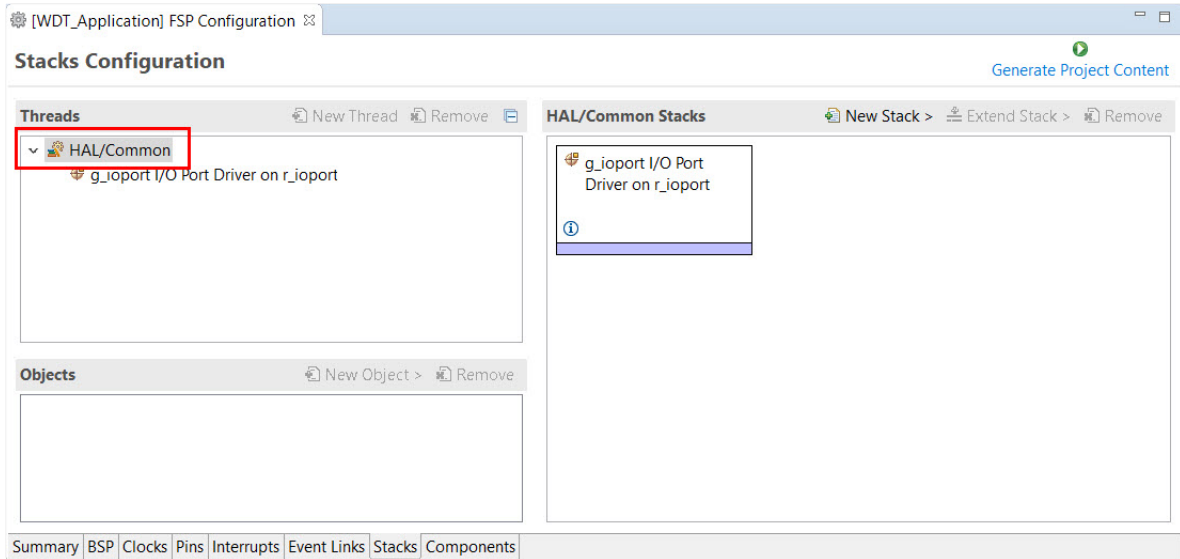 [WDT_Application] FSP Configuration
Stacks Configuration
Generate Project Content
Threads
New Thread
Remove
HAL/Common
g_ioport I/O Port Driver on r_ioport
HAL/Common Stacks
New Stack >
Extend Stack >
Remove
g_ioport I/O Port
Driver on r_ioport
Objects
New Object >
Remove
Summary
BSP
Clocks
Pins
Interrupts
Event Links
Stacks
Components